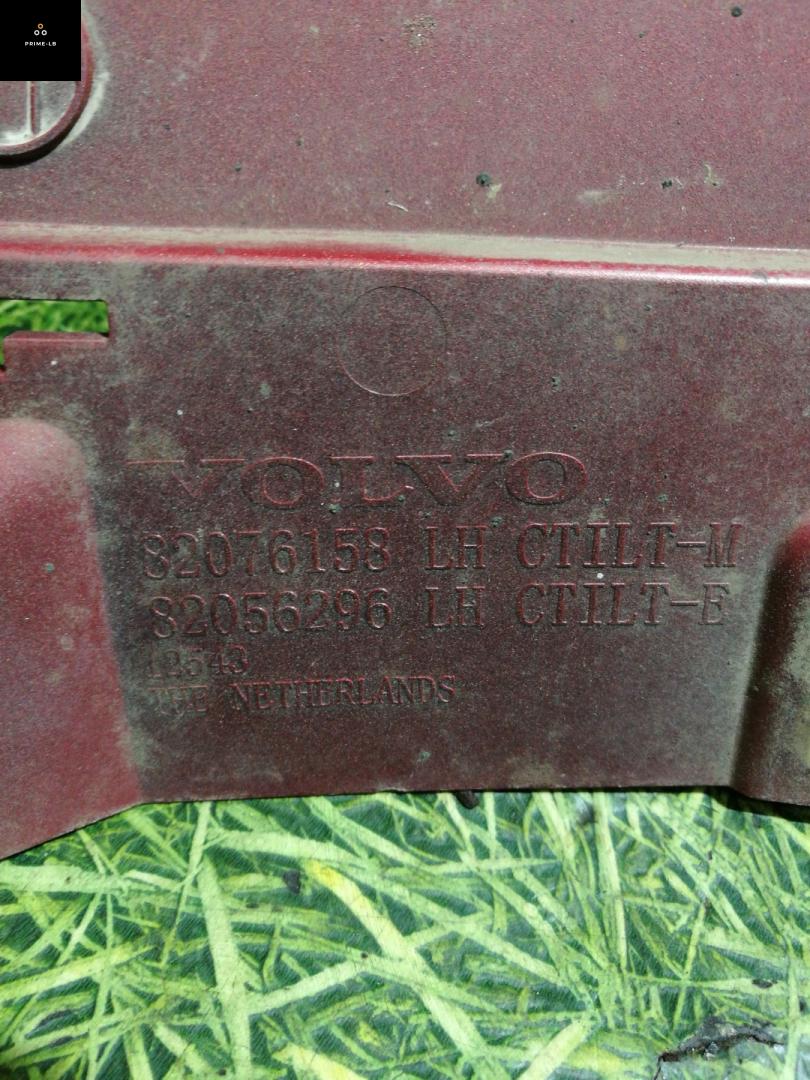 PRIME-LB
VOLVO
82076158 LH CTILT-M
82056296 LH CTILT-E
12543
THE NETHERLANDS